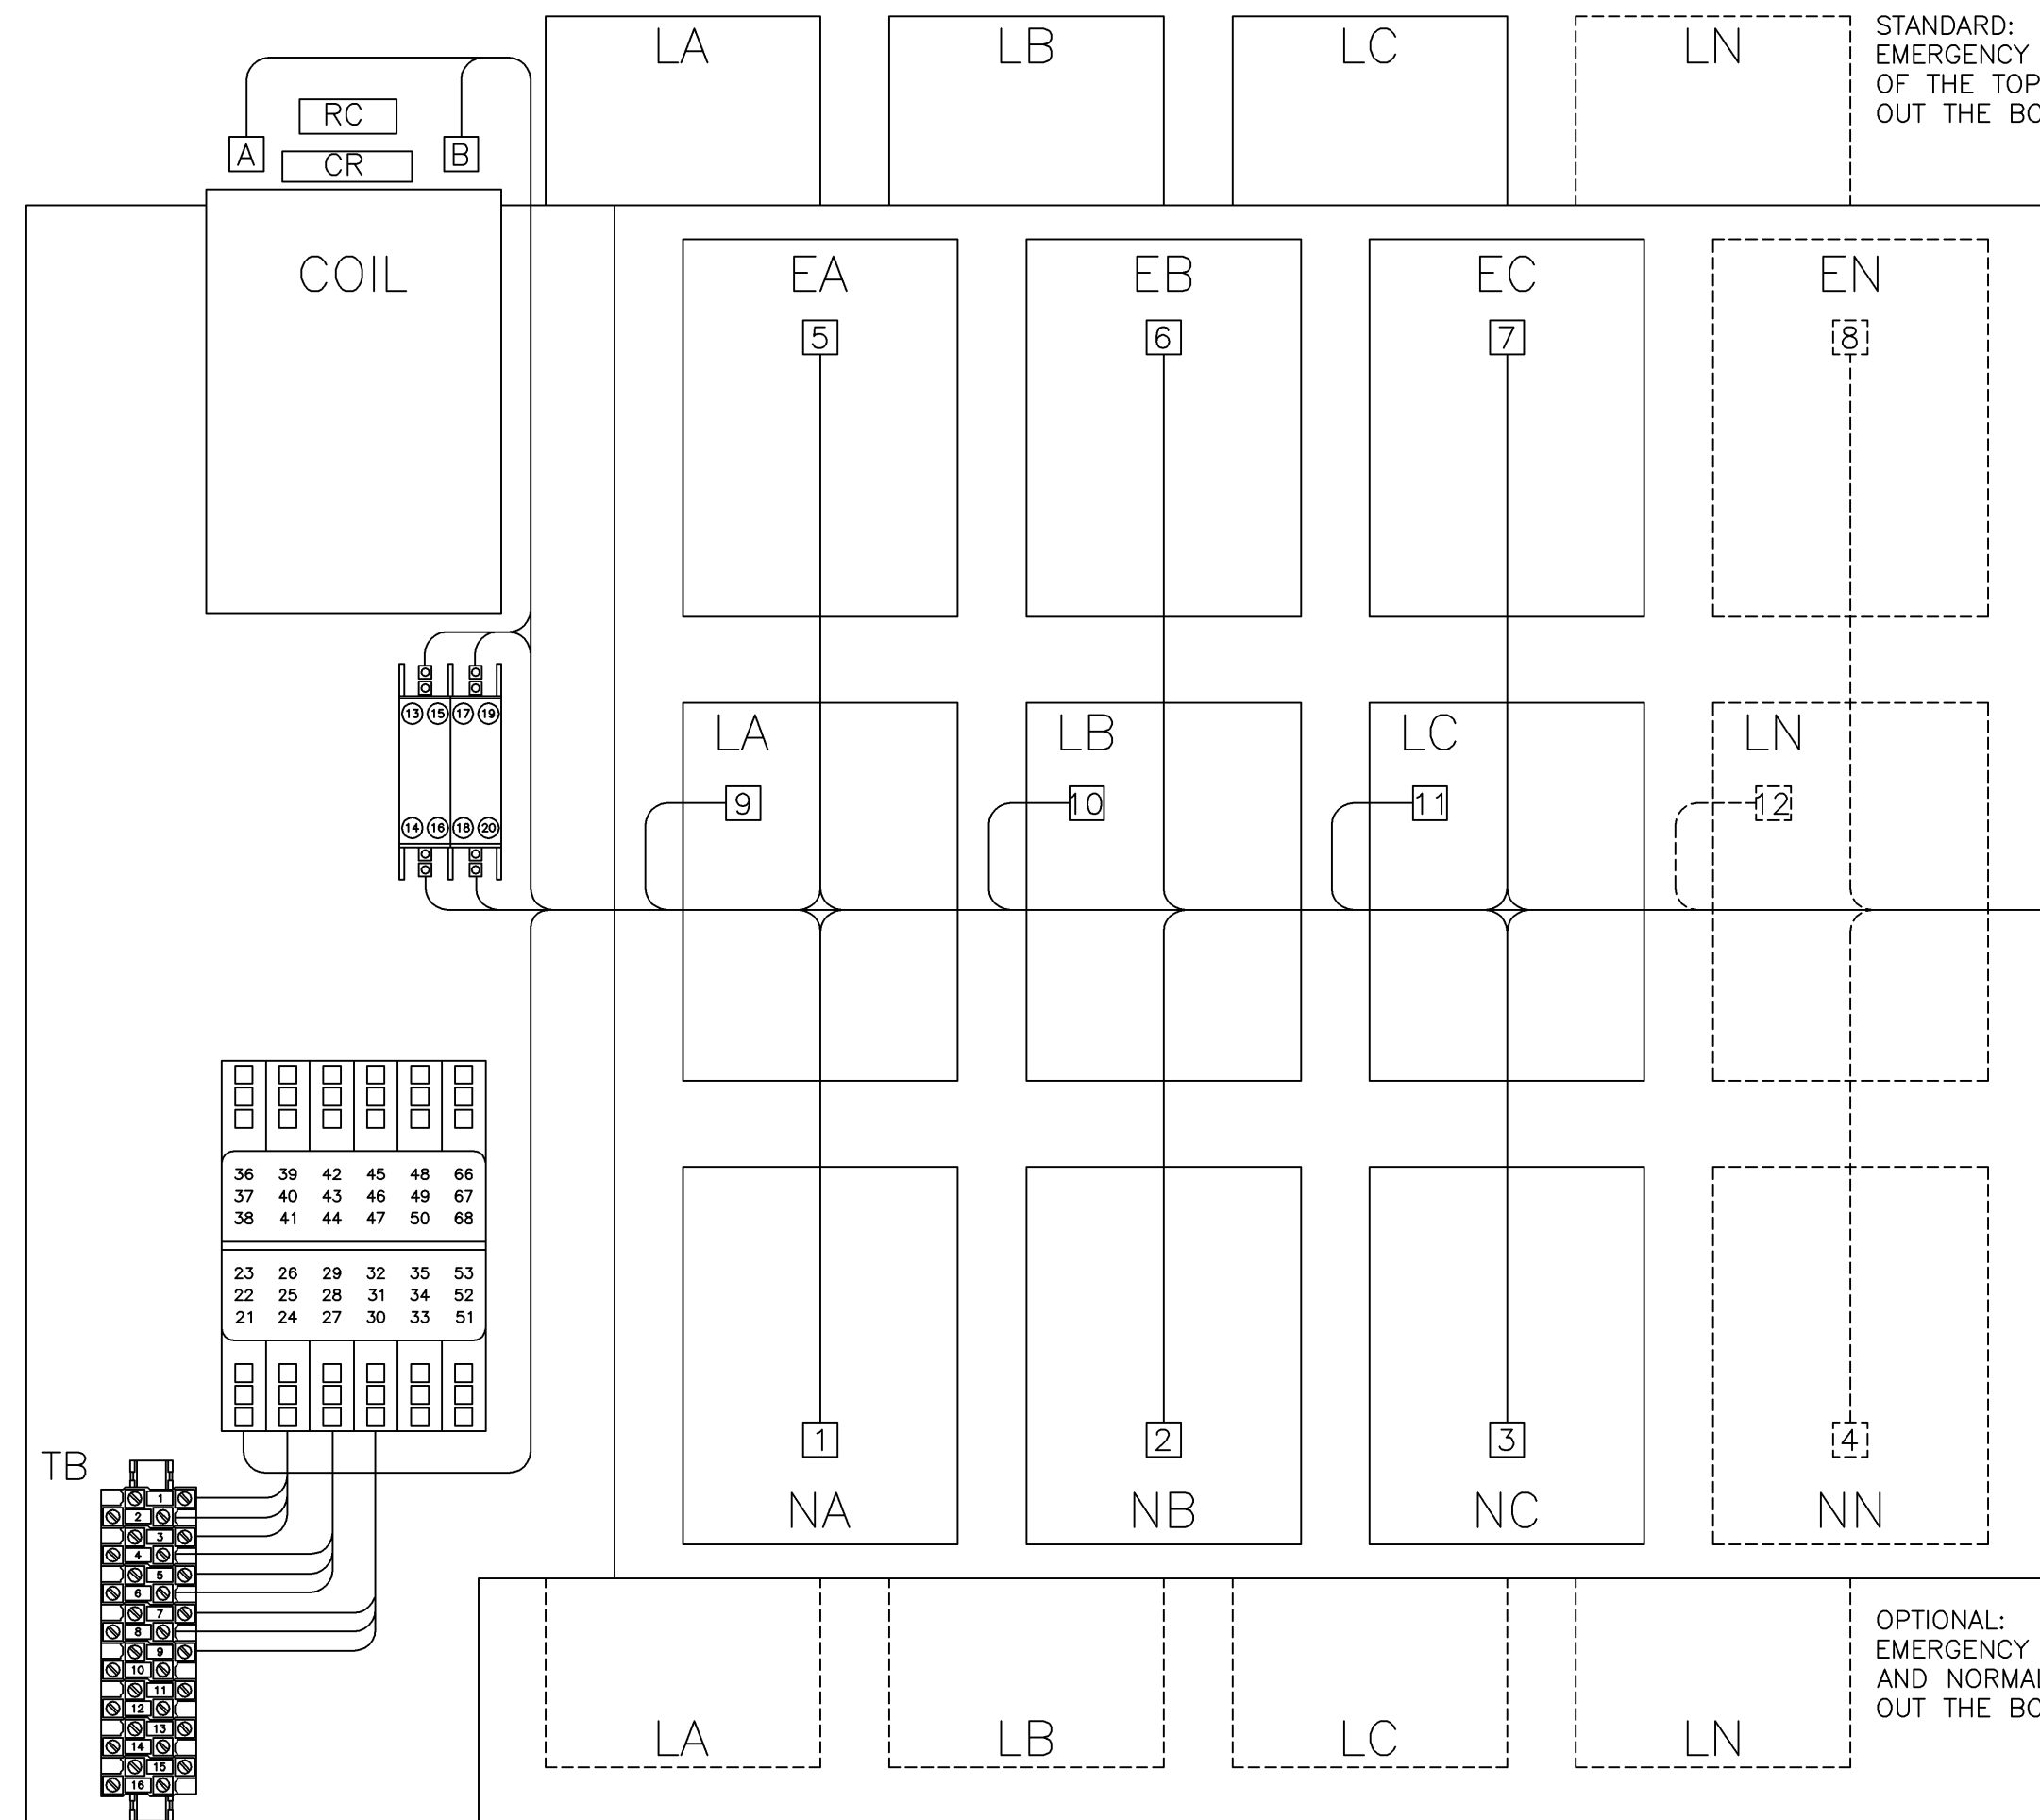 LA LB LC LN
STANDARD:
EMERGENCY
OF THE TOP
OUT THE BO
RC
A B
CR
COIL
EA EB EC EN
5 6 7 8
13 15 17 19
LA LB LC LN
9 10 11 12
14 16 18 20
36 39 42 45 48 66
37 40 43 46 49 67
38 41 44 47 50 68
23 26 29 32 35 53
22 25 28 31 34 52
21 24 27 30 33 51
1 2 3 4
TB
NA NB NC NN
1
2
3
4
5
6
7
8
9
10
11
12
13
14
15
16
OPTIONAL:
EMERGENCY
AND NORMAL
OUT THE BO
LA LB LC LN